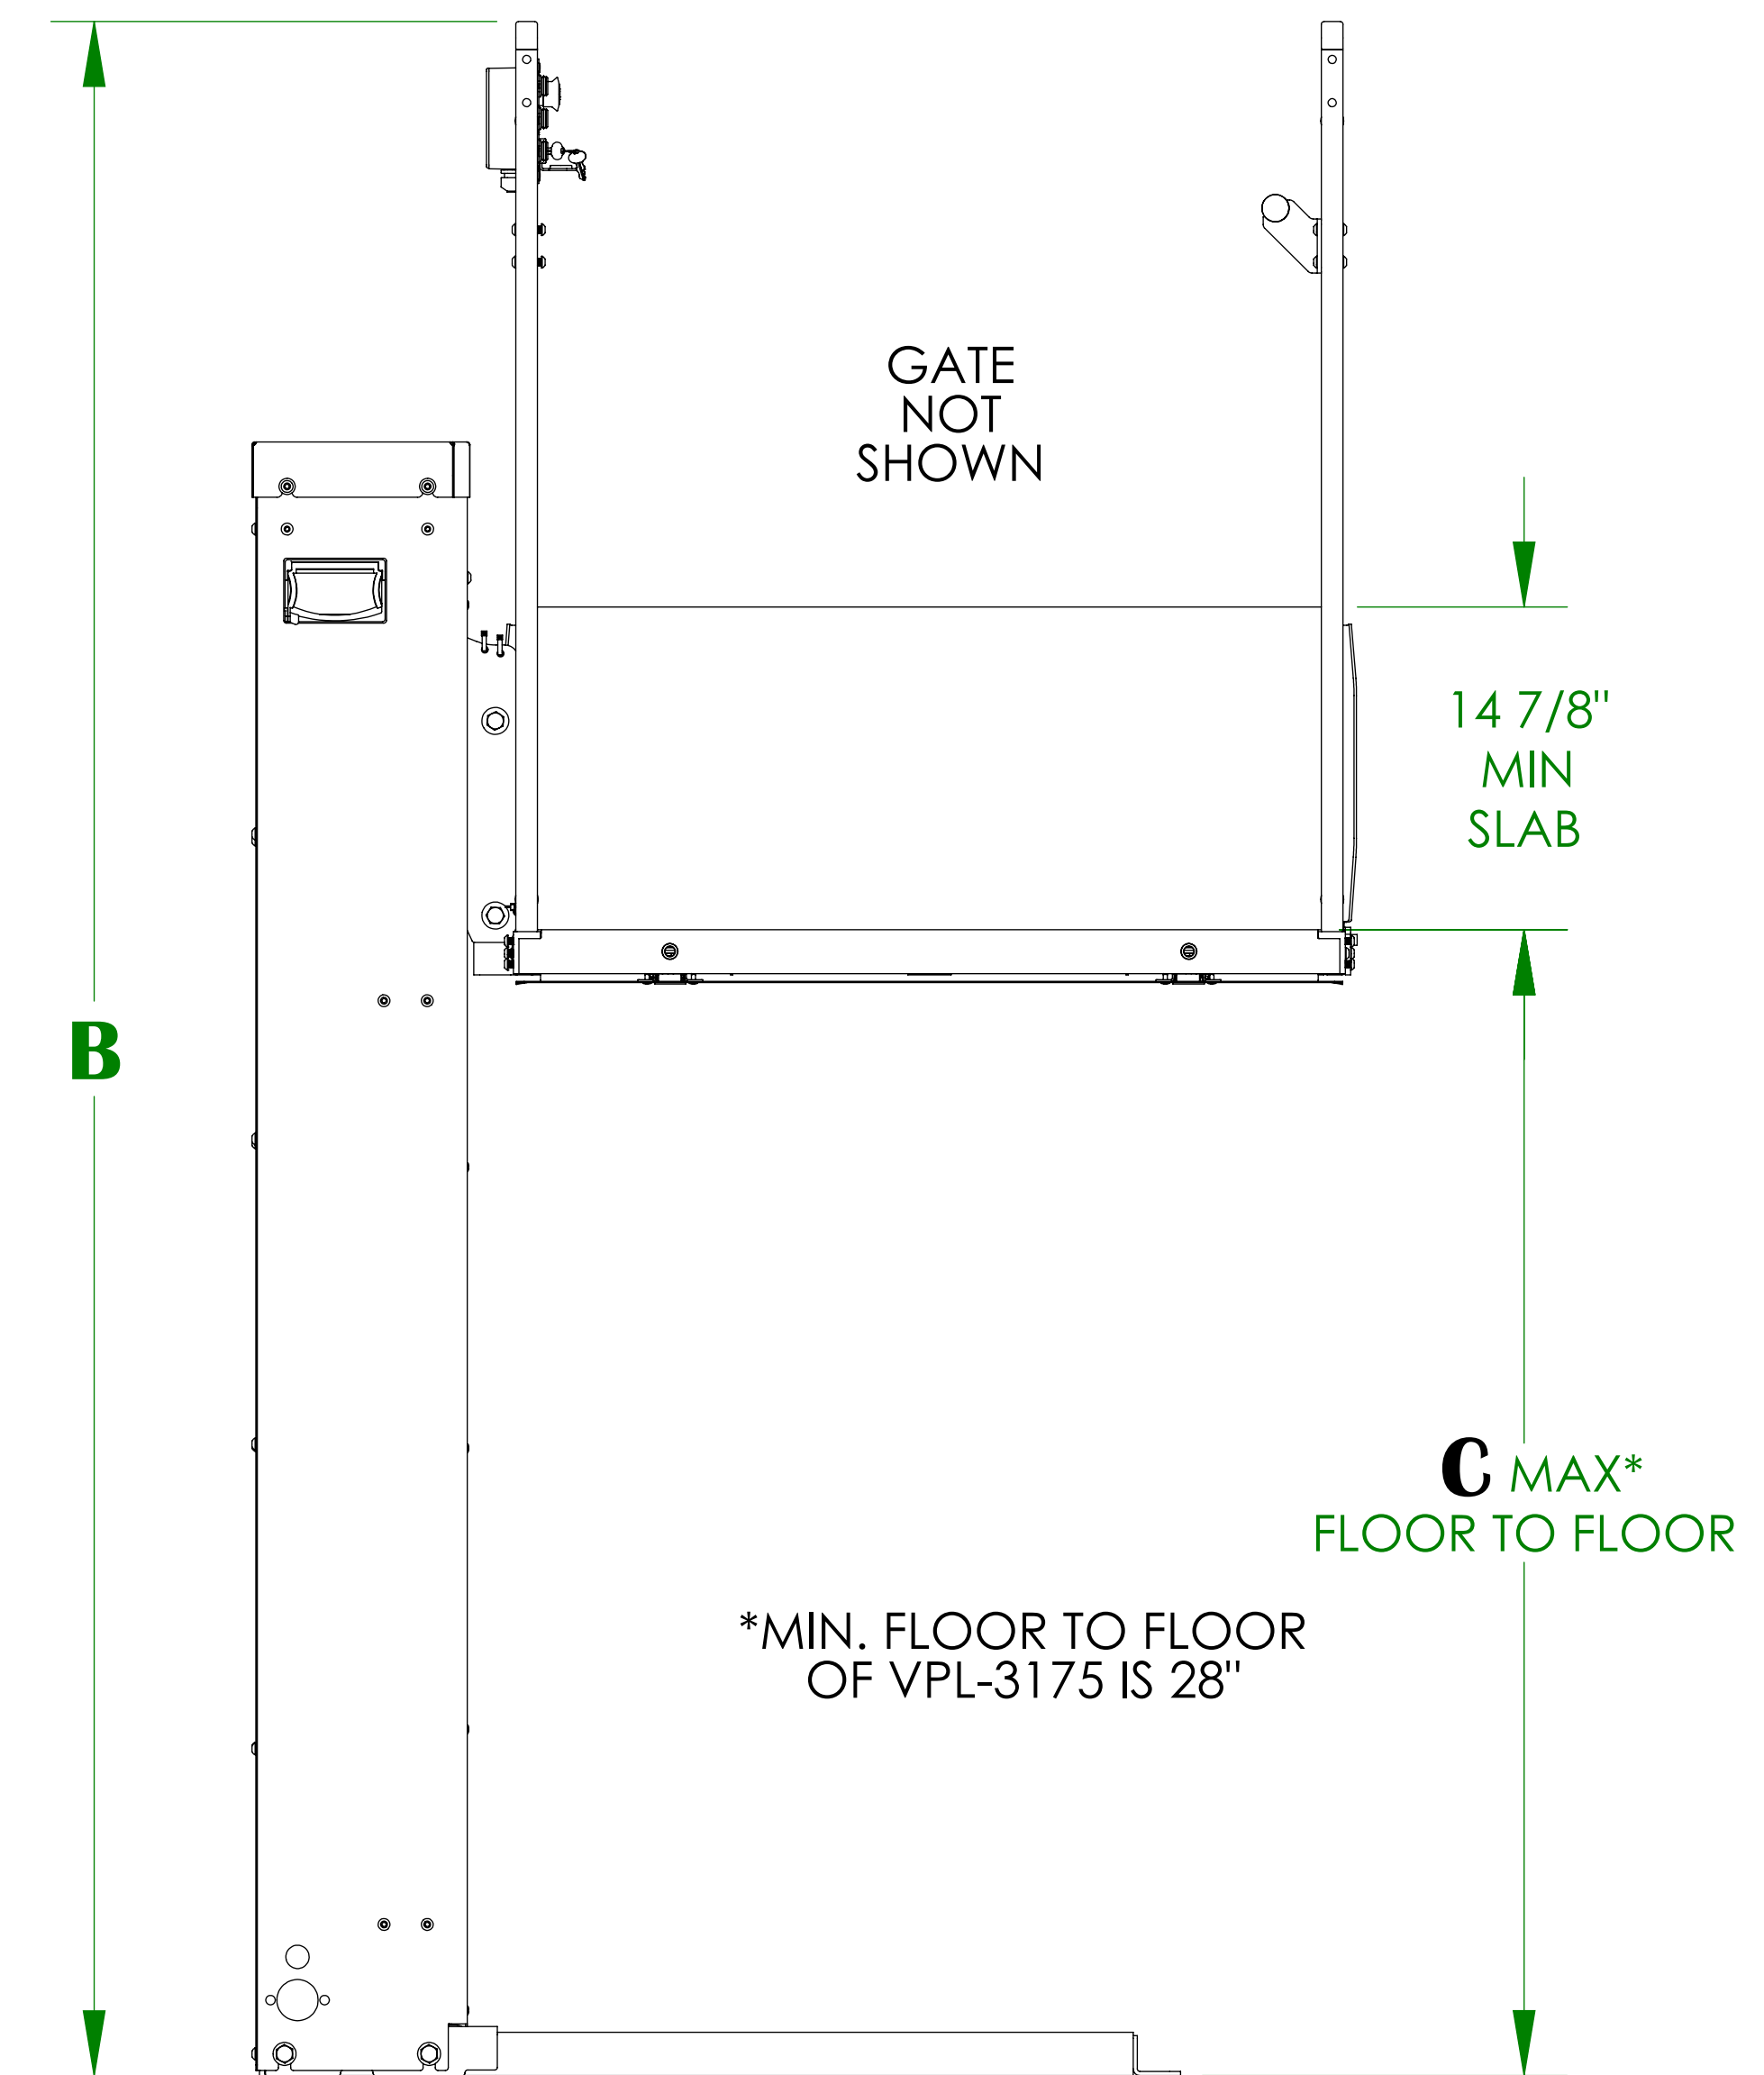 GATE
NOT
SHOWN
14 7/8"
MIN
SLAB
B
C MAX*
FLOOR TO FLOOR
*MIN. FLOOR TO FLOOR
OF VPL-3175 IS 28"